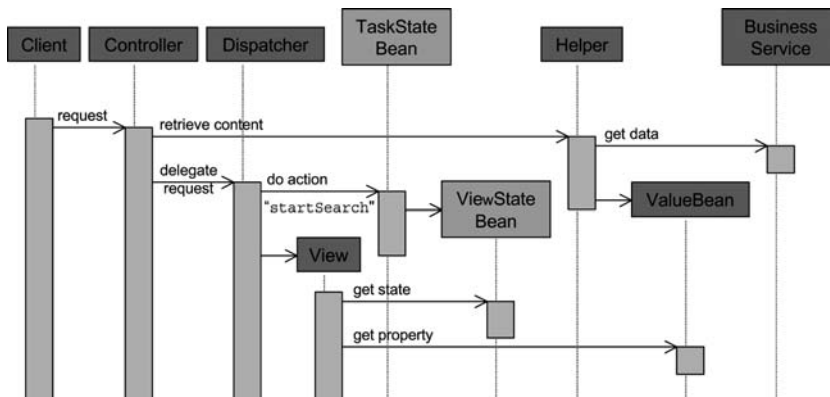 Client
Controller
Dispatcher
TaskState
Bean
Helper
Business
Service
request
retrieve content
get data
delegate
request
do action
"startSearch"
ViewState
Bean
ValueBean
View
get state
get property